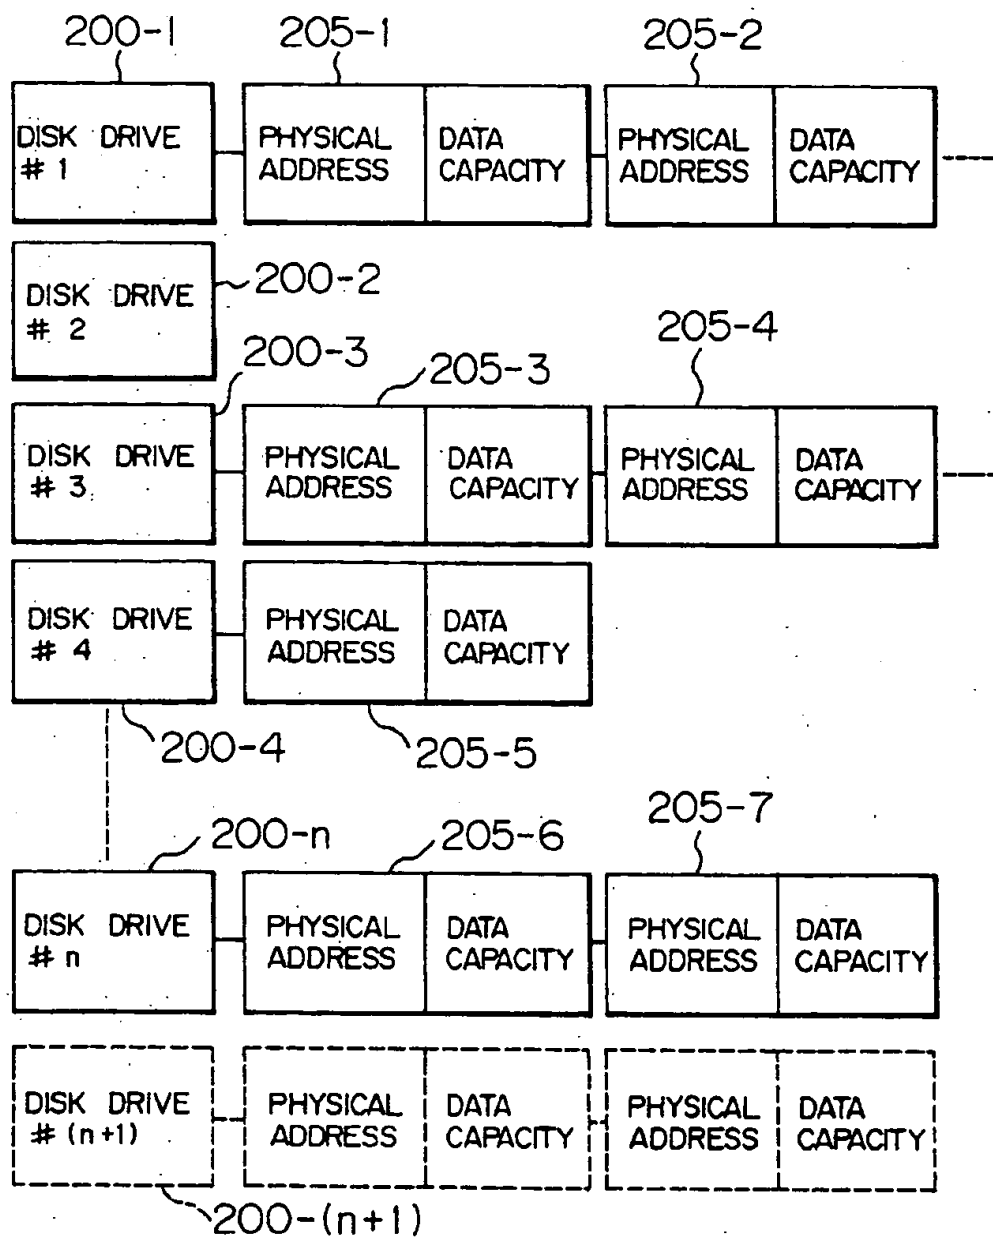 200-1 205-1 205-2
DISK DRIVE
# 1
PHYSICAL
ADDRESS
DATA
CAPACITY
PHYSICAL
ADDRESS
DATA
CAPACITY
200-2
DISK DRIVE
# 2
200-3 205-3 205-4
DISK DRIVE
# 3
PHYSICAL
ADDRESS
DATA
CAPACITY
PHYSICAL
ADDRESS
DATA
CAPACITY
DISK DRIVE
# 4
PHYSICAL
ADDRESS
DATA
CAPACITY
200-4 205-5
200-n 205-6 205-7
DISK DRIVE
# n
PHYSICAL
ADDRESS
DATA
CAPACITY
PHYSICAL
ADDRESS
DATA
CAPACITY
DISK DRIVE
# (n+1)
PHYSICAL
ADDRESS
DATA
CAPACITY
PHYSICAL
ADDRESS
DATA
CAPACITY
200-(n+1)